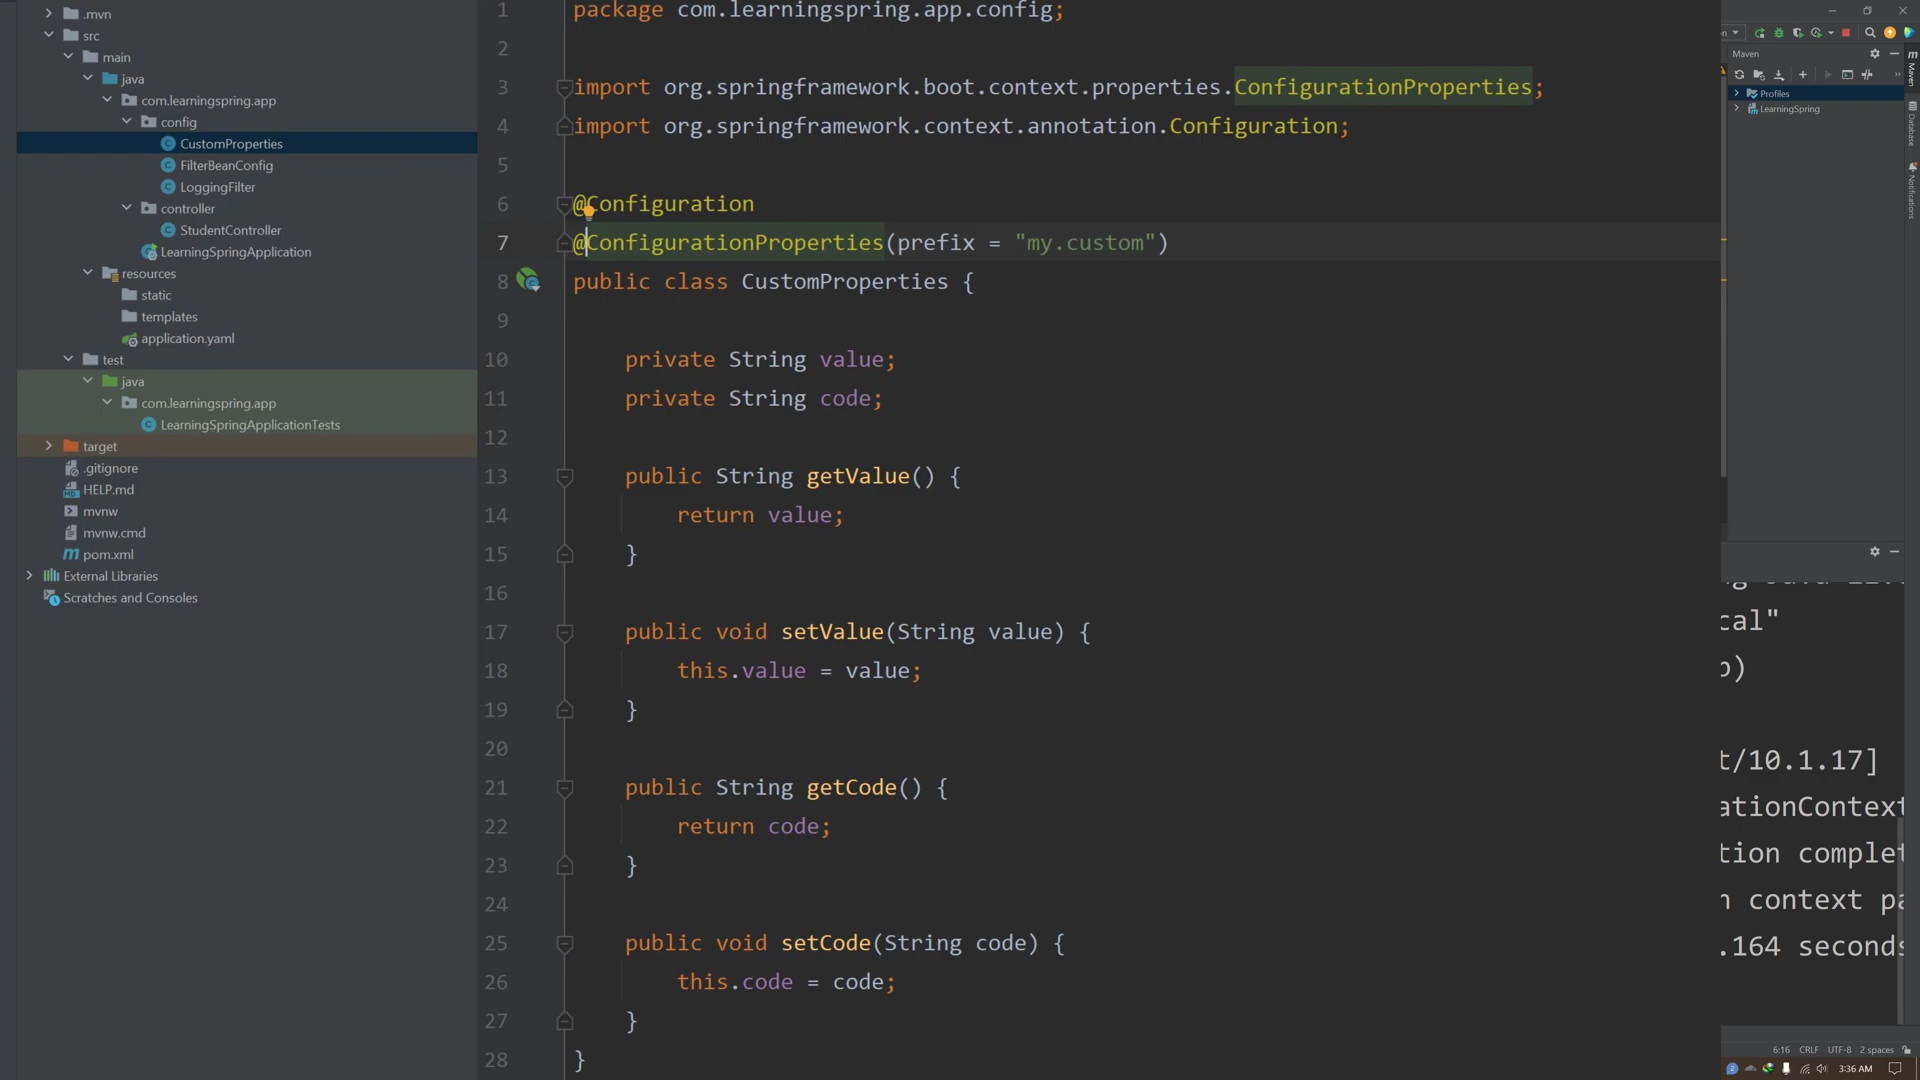 .mvn
src
main
java
com.learningspring.app
config
CustomProperties
FilterBeanConfig
LoggingFilter
controller
StudentController
LearningSpringApplication
resources
static
templates
application.yaml
test
java
com.learningspring.app
LearningSpringApplicationTests
target
.gitignore
HELP.md
mvnw
mvnw.cmd
pom.xml
External Libraries
Scratches and Consoles
1 package com.learningspring.app.config;
2
3 import org.springframework.boot.context.properties.ConfigurationProperties;
4 import org.springframework.context.annotation.Configuration;
5
6 @Configuration
7 @ConfigurationProperties(prefix = "my.custom")
8 public class CustomProperties {
9
10 private String value;
11 private String code;
12
13 public String getValue() {
14 return value;
15 }
16
17 public void setValue(String value) {
18 this.value = value;
19 }
20
21 public String getCode() {
22 return code;
23 }
24
25 public void setCode(String code) {
26 this.code = code;
27 }
28 }
Maven
Profiles
LearningSpring
Maven
Database
Notifications
cal"
t/10.1.17]
ationContext
tion complet
n context pa
.164 seconds
6:16 CRLF UTF-8 2 spaces
3:36 AM